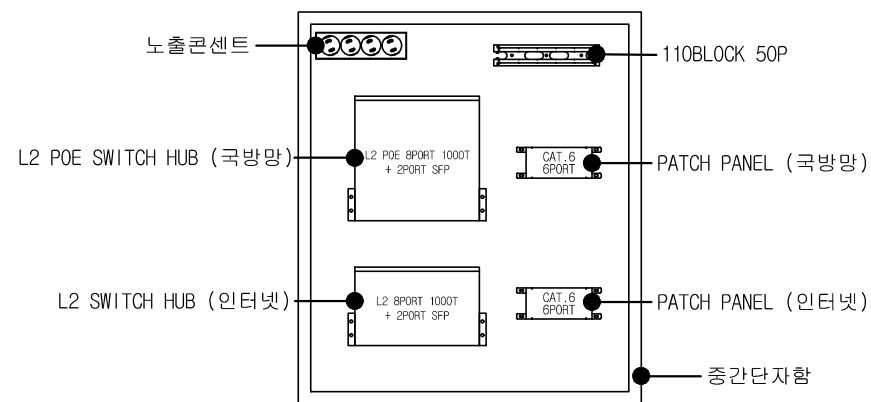 노출콘센트
110BLOCK 50P
L2 POE SWITCH HUB (국방망)
L2 POE 8PORT 1000T
+ 2PORT SFP
CAT.6
6PORT
PATCH PANEL (국방망)
L2 SWITCH HUB (인터넷)
L2 8PORT 1000T
+ 2PORT SFP
CAT.6
6PORT
PATCH PANEL (인터넷)
중간단자함